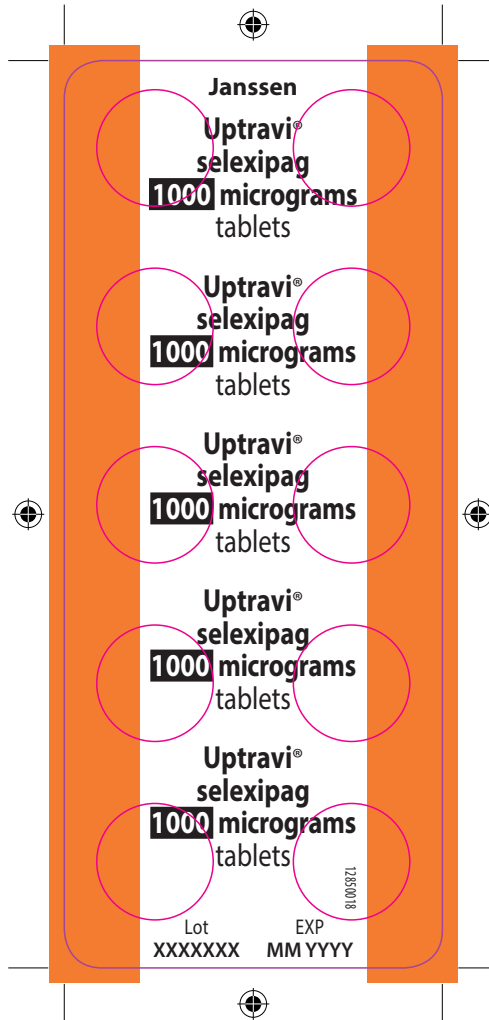 Janssen
Uptravi®
selexipag
1000 micrograms
tablets
Uptravi®
selexipag
1000 micrograms
tablets
Uptravi®
selexipag
1000 micrograms
tablets
Uptravi®
selexipag
1000 micrograms
tablets
Uptravi®
selexipag
1000 micrograms
tablets
12850018
Lot EXP
XXXXXXX MM YYYY